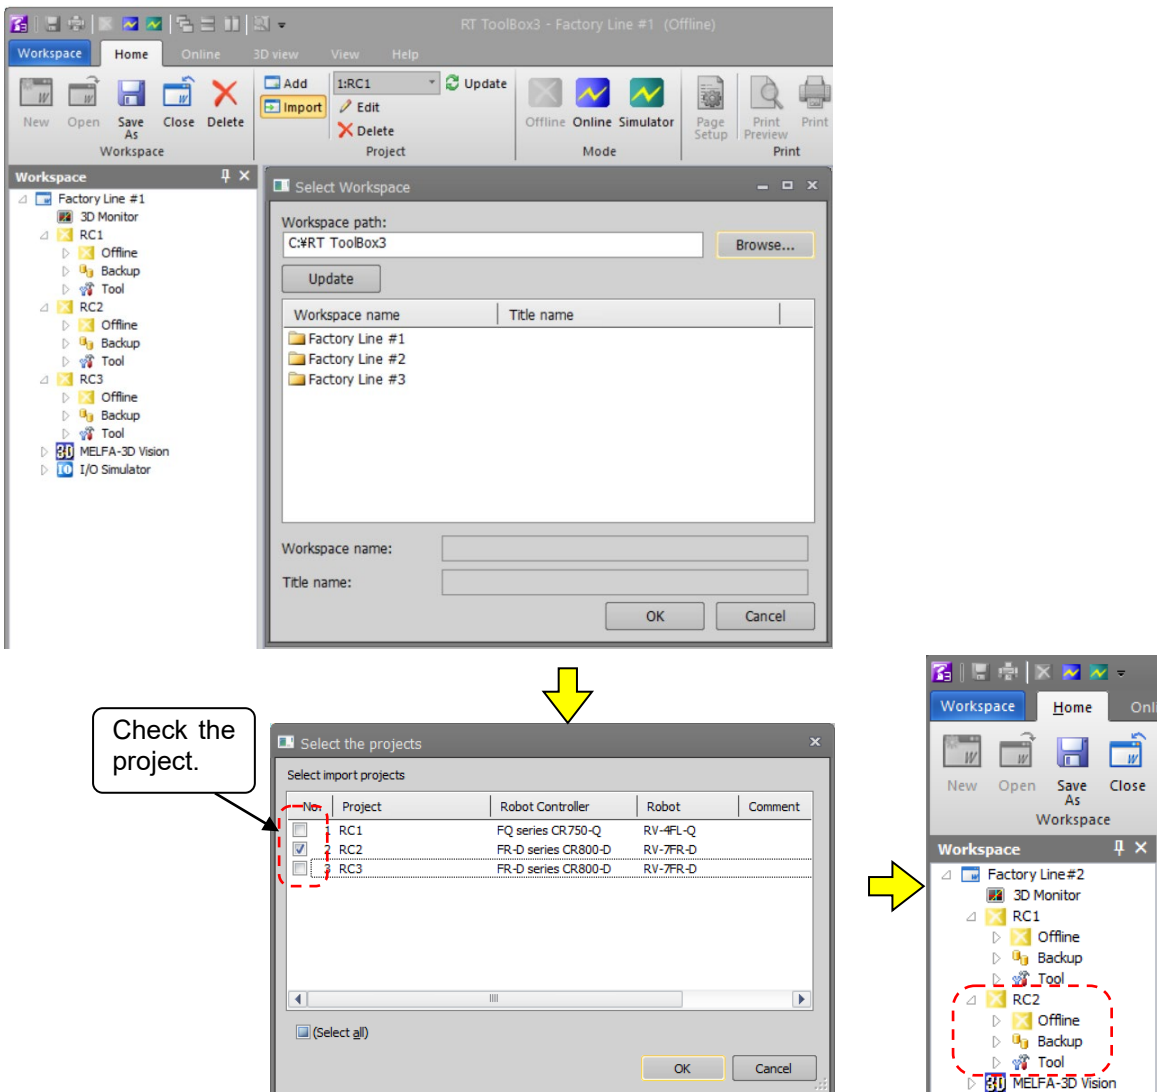 RT ToolBox3 - Factory Line #1 (Offline)
Workspace Home Online 3D view View Help
Add 1:RC1 Update
Import Edit
Delete
New Open Save As Close Delete
Offline Online Simulator
Page Setup Print Preview Print
Workspace Project Mode Print
Workspace
Factory Line #1
3D Monitor
RC1
Offline
Backup
Tool
RC2
Offline
Backup
Tool
RC3
Offline
Backup
Tool
MELFA-3D Vision
I/O Simulator
Select Workspace
Workspace path:
C:¥RT ToolBox3 Browse...
Update
Workspace name Title name
Factory Line #1
Factory Line #2
Factory Line #3
Workspace name:
Title name:
OK Cancel
Check the
project.
Select the projects
Select import projects
No. Project Robot Controller Robot Comment
1 RC1 FQ series CR750-Q RV-4FL-Q
2 RC2 FR-D series CR800-D RV-7FR-D
3 RC3 FR-D series CR800-D RV-7FR-D
(Select all)
OK Cancel
Workspace Home Onli
New Open Save As Close
Workspace
Workspace
Factory Line#2
3D Monitor
RC1
Offline
Backup
Tool
RC2
Offline
Backup
Tool
MELFA-3D Vision